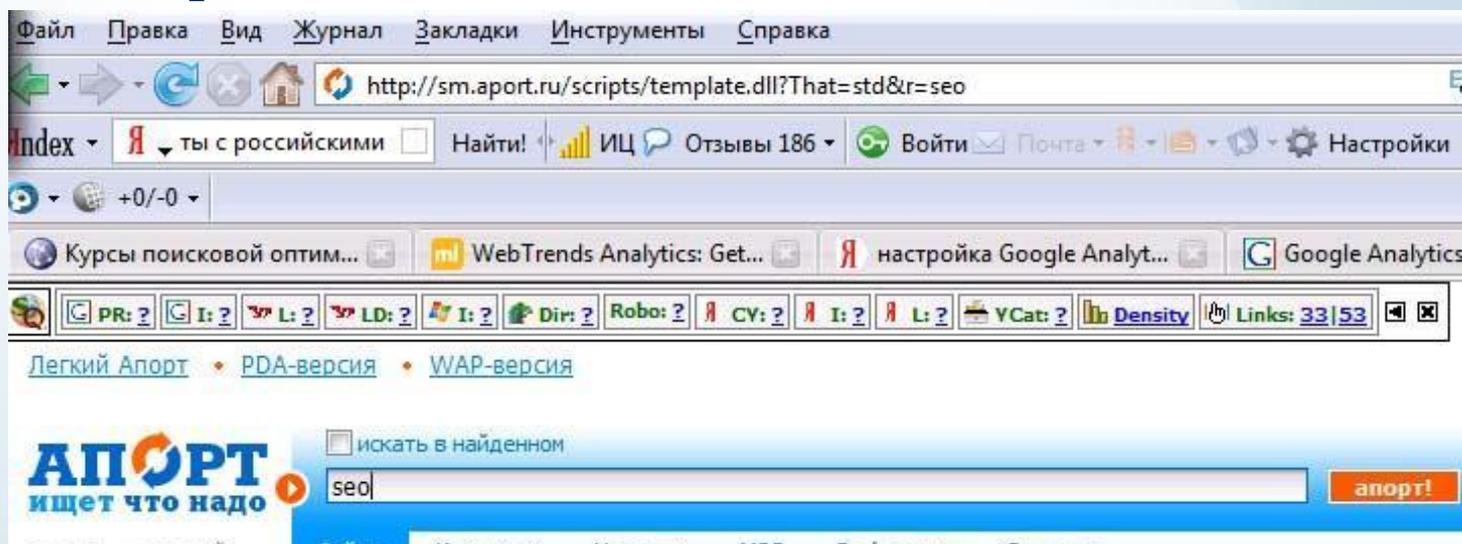 Файл Правка Вид Журнал Закладки Инструменты Справка
http://sm.aport.ru/scripts/template.dll?That=std&r=seo
Яndex Я ты с российскими Найти! ИЦ Отзывы 186 Войти Почта Настройки
+0/-0
Курсы поисковой оптим... ml WebTrends Analytics: Get... Я настройка Google Analyt... G Google Analytics
G PR: ? G I: ? L: ? LD: ? I: ? Dir: ? Robo: ? Я CY: ? Я I: ? Я L: ? YCat: ? Density Links: 33|53
Легкий Апорт • PDA-версия • WAP-версия
искать в найденном
АПОРТ
ищет что надо
seo
апорт!